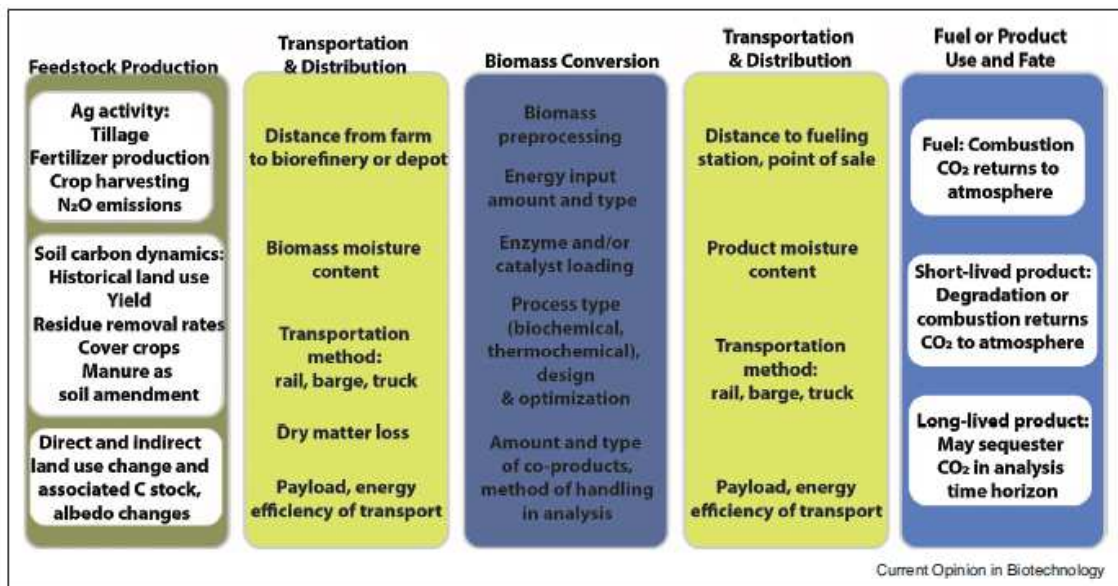 Feedstock Production
Ag activity:
Tillage
Fertilizer production
Crop harvesting
N₂O emissions
Soil carbon dynamics:
Historical land use
Yield
Residue removal rates
Cover crops
Manure as
soil amendment
Direct and indirect
land use change and
associated C stock,
albedo changes
Transportation
& Distribution
Distance from farm
to biorefinery or depot
Biomass moisture
content
Transportation
method:
rail, barge, truck
Dry matter loss
Payload, energy
efficiency of transport
Biomass Conversion
Biomass
preprocessing
Energy input
amount and type
Enzyme and/or
catalyst loading
Process type
(biochemical,
thermochemical),
design
& optimization
Amount and type
of co-products,
method of handling
in analysis
Transportation
& Distribution
Distance to fueling
station, point of sale
Product moisture
content
Transportation
method:
rail, barge, truck
Payload, energy
efficiency of transport
Fuel or Product
Use and Fate
Fuel: Combustion
CO₂ returns to
atmosphere
Short-lived product:
Degradation or
combustion returns
CO₂ to atmosphere
Long-lived product:
May sequester
CO₂ in analysis
time horizon
Current Opinion in Biotechnology